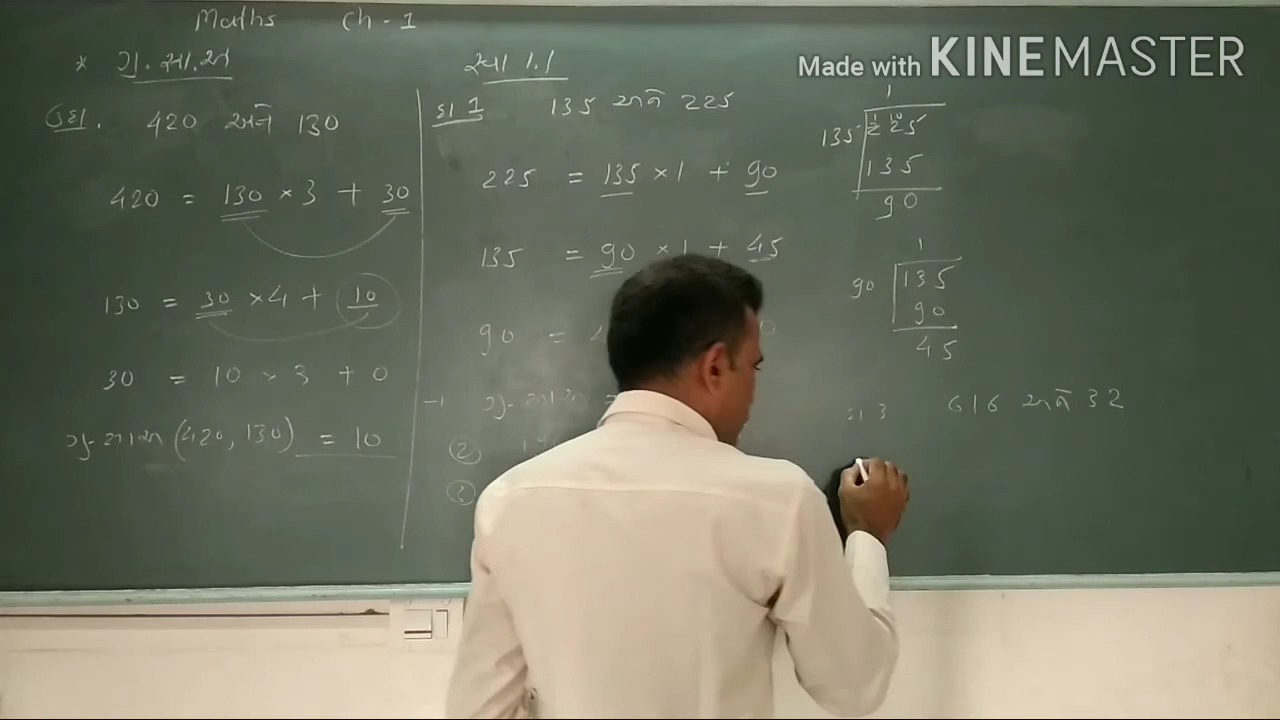 Maths Ch - 1
* ગુ. સા. અ
ઉદા. 420 અને 130
420 = 130 × 3 + 30
130 = 30 × 4 + 10
30 = 10 × 3 + 0
ગુ. સા. અ (420, 130) = 10
સ્વા 1.1
દા 1 135 અને 225
225 = 135 × 1 + 90
135 = 90 × 1 + 45
90 =
→ ગુ. સા. અ
(2)
(3)
Made with KINEMASTER
1
135 225
135
90
1
90 135
90
45
દા 3 616 અને 32